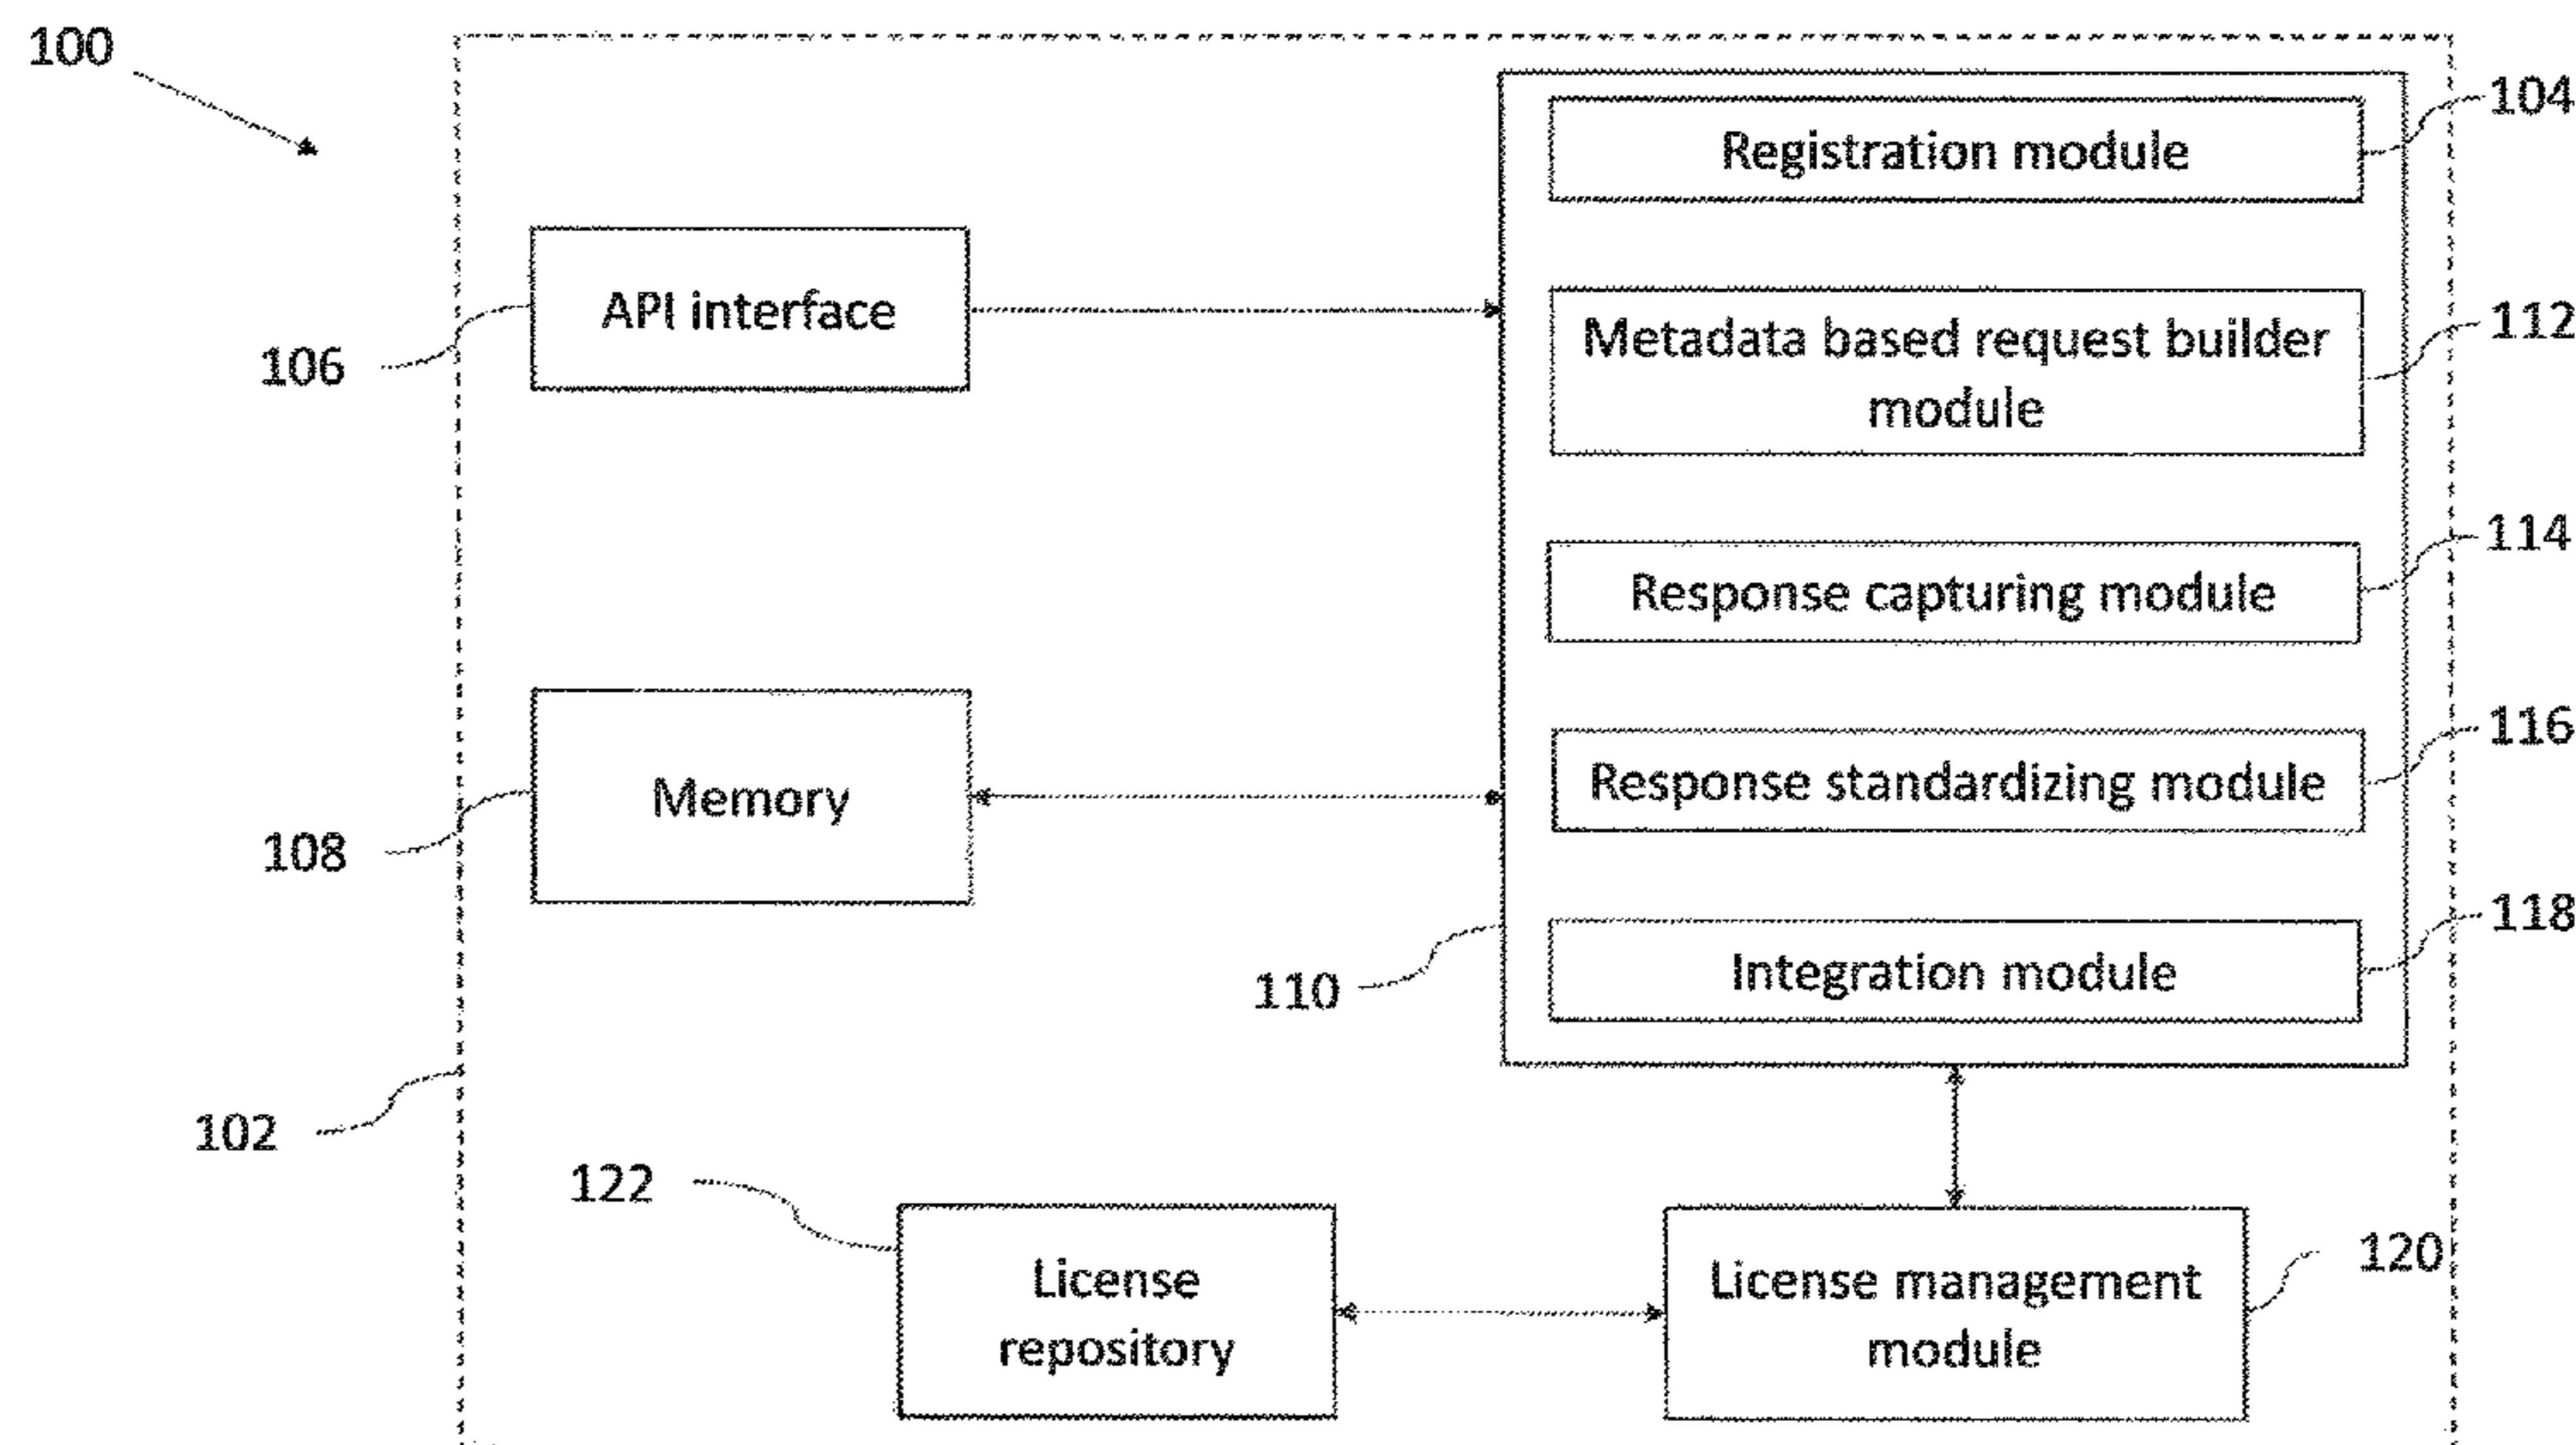 100
Registration module
104
API interface
106
Metadata based request builder
module
112
Response capturing module
114
Memory
108
Response standardizing module
116
Integration module
118
110
102
122
License
repository
License management
module
120